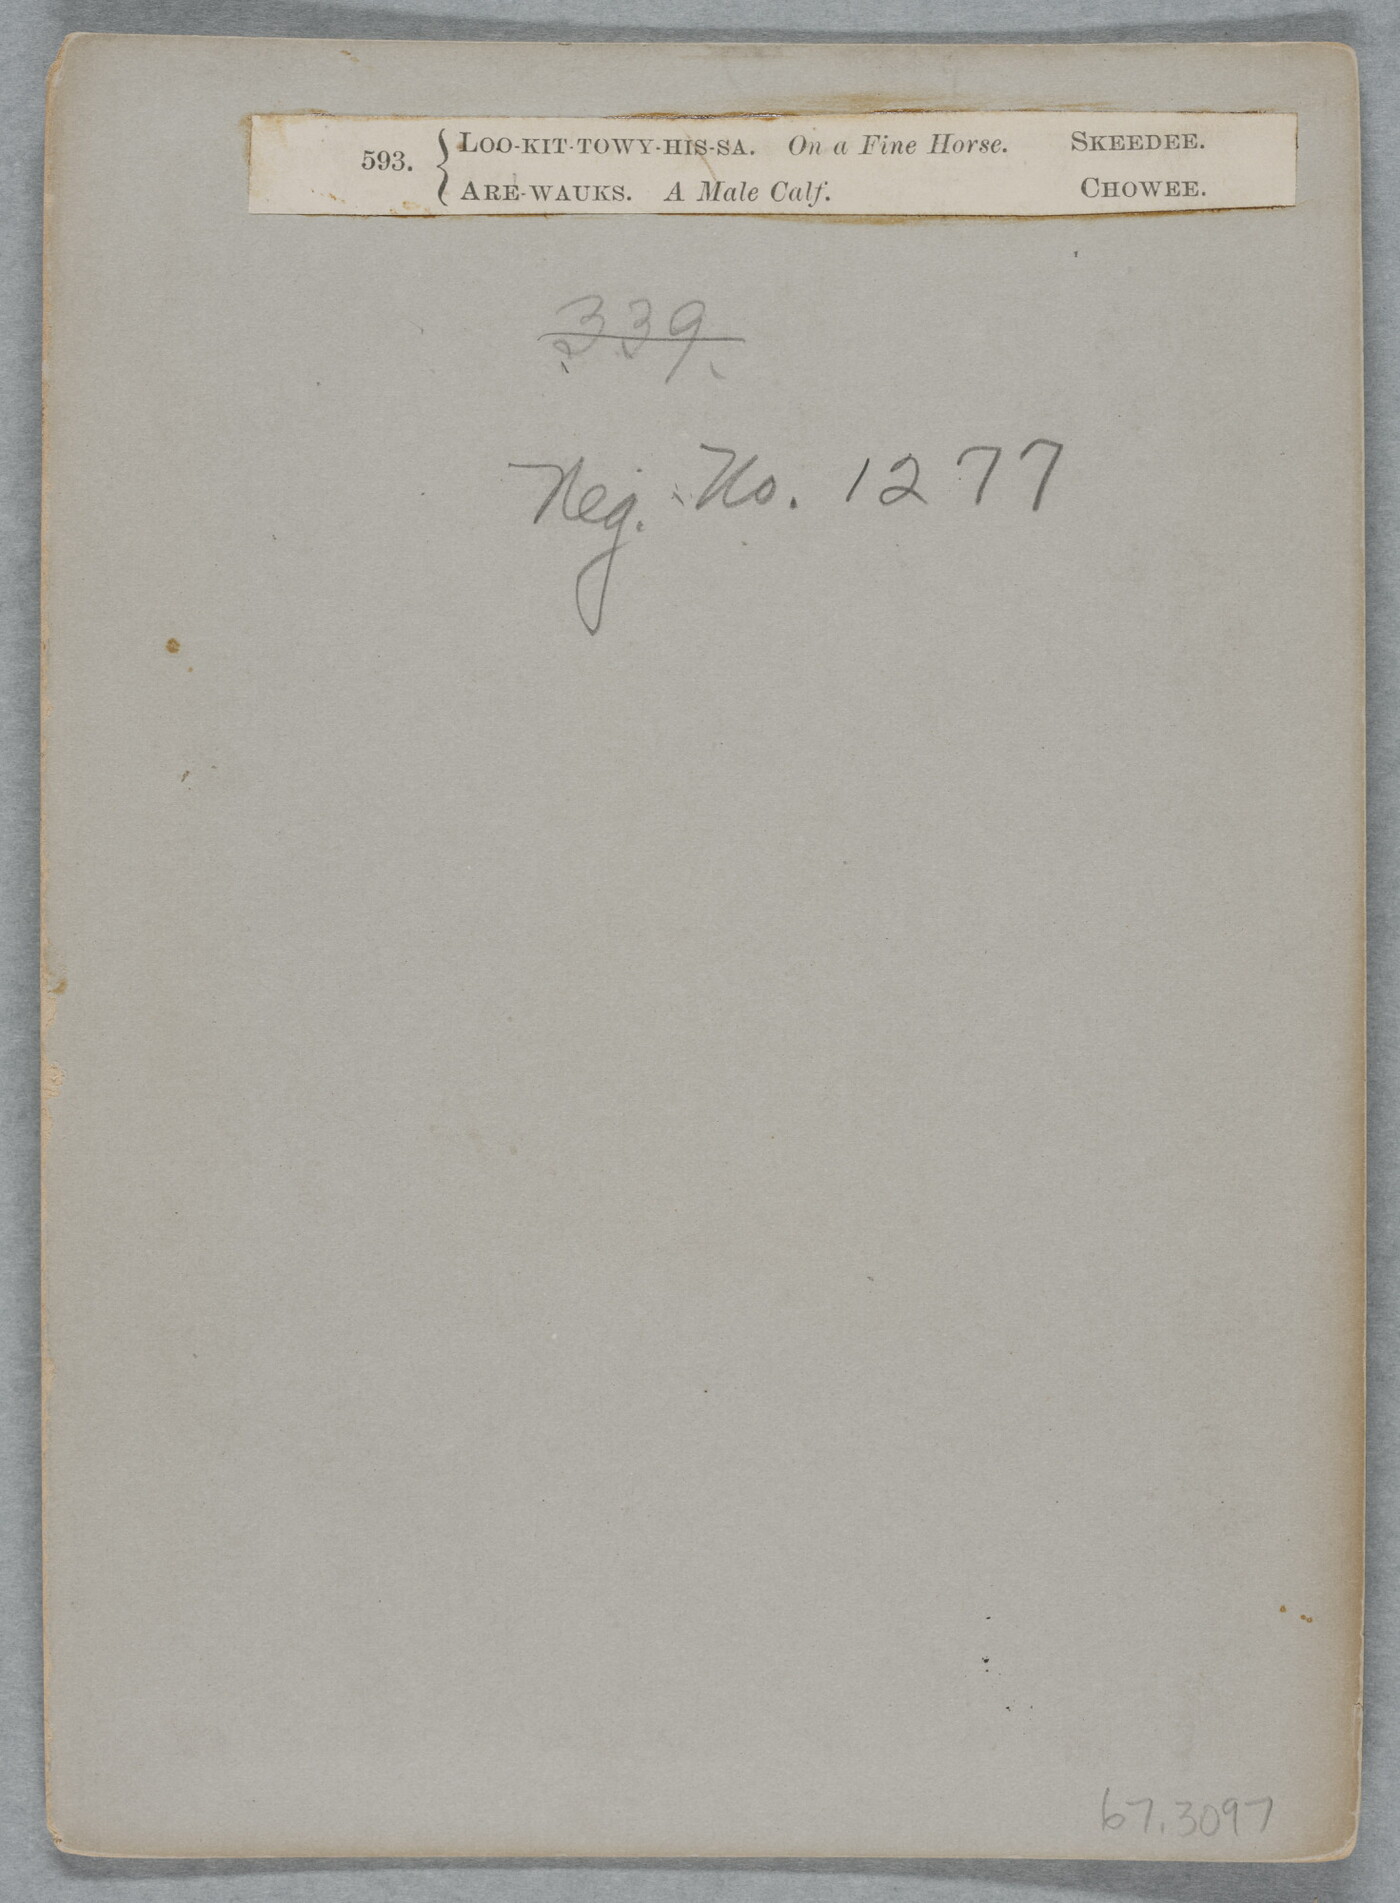 593. { LOO-KIT-TOWY-HIS-SA. On a Fine Horse. SKEEDEE.
ARE-WAUKS. A Male Calf. CHOWEE.
339
Neg. No. 1277
67.3097